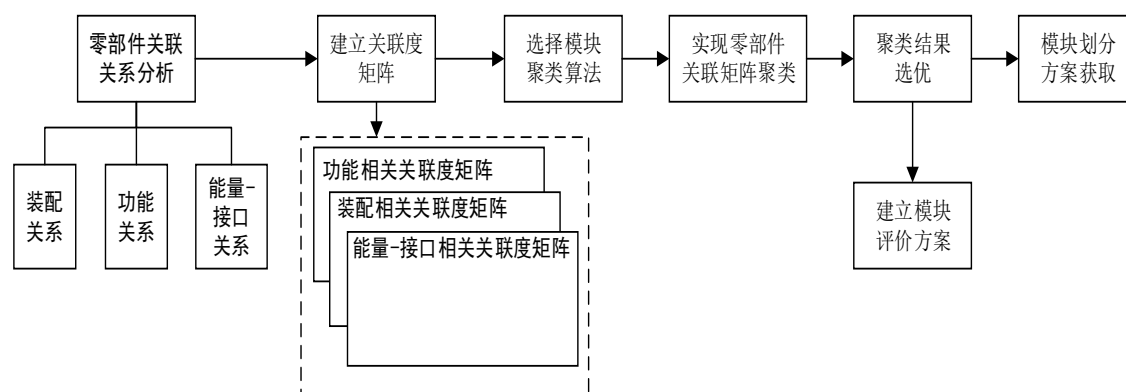 零部件关联
关系分析
建立关联度
矩阵
选择模块
聚类算法
实现零部件
关联矩阵聚类
聚类结果
选优
模块划分
方案获取
装配
关系
功能
关系
能量-
接口
关系
功能相关关联度矩阵
装配相关关联度矩阵
能量-接口相关关联度矩阵
建立模块
评价方案